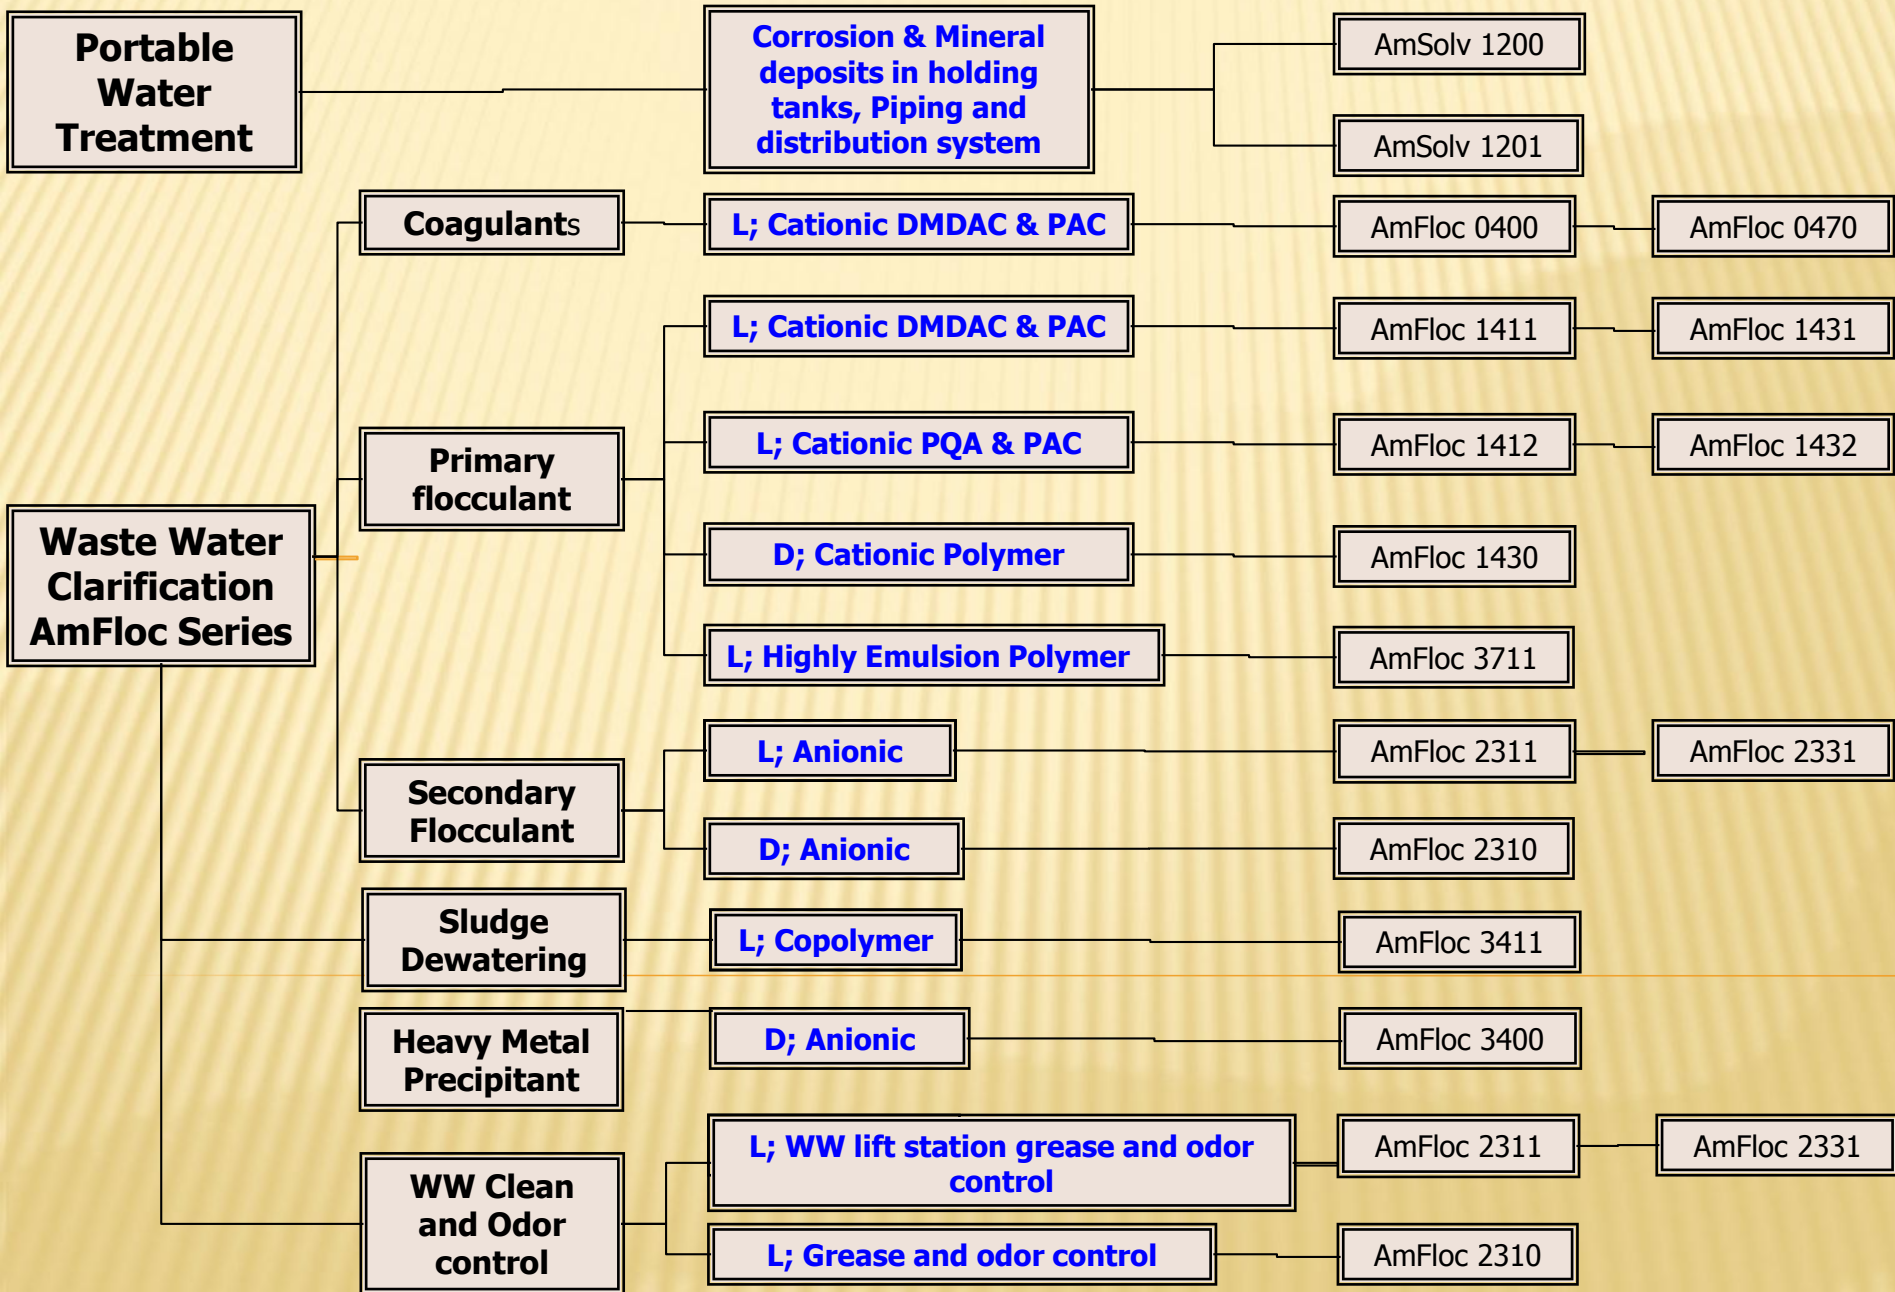 Portable
Water
Treatment
Corrosion & Mineral
deposits in holding
tanks, Piping and
distribution system
AmSolv 1200
AmSolv 1201
Coagulants
L; Cationic DMDAC & PAC
AmFloc 0400
AmFloc 0470
Waste Water
Clarification
AmFloc Series
Primary
flocculant
L; Cationic DMDAC & PAC
AmFloc 1411
AmFloc 1431
L; Cationic PQA & PAC
AmFloc 1412
AmFloc 1432
D; Cationic Polymer
AmFloc 1430
L; Highly Emulsion Polymer
AmFloc 3711
Secondary
Flocculant
L; Anionic
AmFloc 2311
AmFloc 2331
D; Anionic
AmFloc 2310
Sludge
Dewatering
L; Copolymer
AmFloc 3411
Heavy Metal
Precipitant
D; Anionic
AmFloc 3400
WW Clean
and Odor
control
L; WW lift station grease and odor
control
AmFloc 2311
AmFloc 2331
L; Grease and odor control
AmFloc 2310